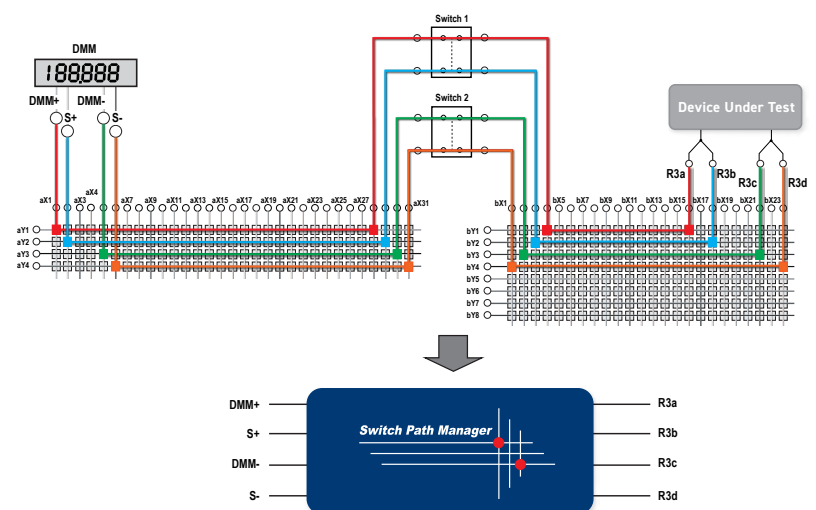 Switch 1
DMM
188.888
DMM+
DMM-
S+
S-
Switch 2
Device Under Test
R3a
R3b
R3c
R3d
aX1
aX3
aX4
aX7
aX9
aX11
aX13
aX15
aX17
aX19
aX21
aX23
aX25
aX27
aX31
bX1
bX5
bX7
bX9
bX11
bX13
bX15
bX17
bX19
bX21
bX23
aY1
aY2
aY3
aY4
bY1
bY2
bY3
bY4
bY5
bY6
bY7
bY8
DMM+
S+
DMM-
S-
Switch Path Manager
R3a
R3b
R3c
R3d